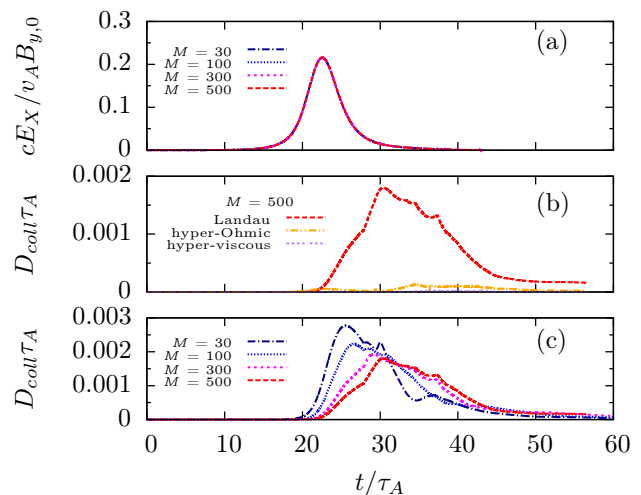 cE_X/v_AB_{y,0}
0.3
0.2
0.1
0
(a)
M = 30
M = 100
M = 300
M = 500
D_{coll}τ_A
0.002
0.001
0
(b)
M = 500
Landau
hyper-Ohmic
hyper-viscous
D_{coll}τ_A
0.003
0.002
0.001
0
(c)
M = 30
M = 100
M = 300
M = 500
0 10 20 30 40 50 60
t/τ_A